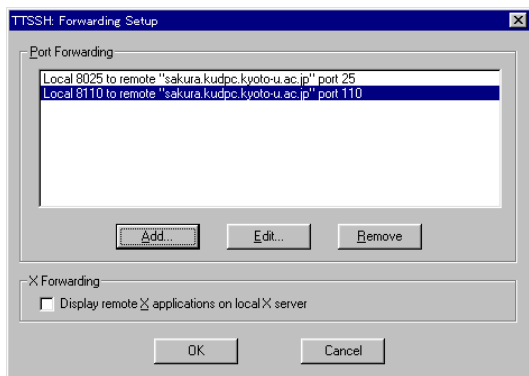 TTSSH: Forwarding Setup
Port Forwarding
Local 8025 to remote "sakura.kudpc.kyoto-u.ac.jp" port 25
Local 8110 to remote "sakura.kudpc.kyoto-u.ac.jp" port 110
Add...
Edit...
Remove
X Forwarding
Display remote X applications on local X server
OK
Cancel